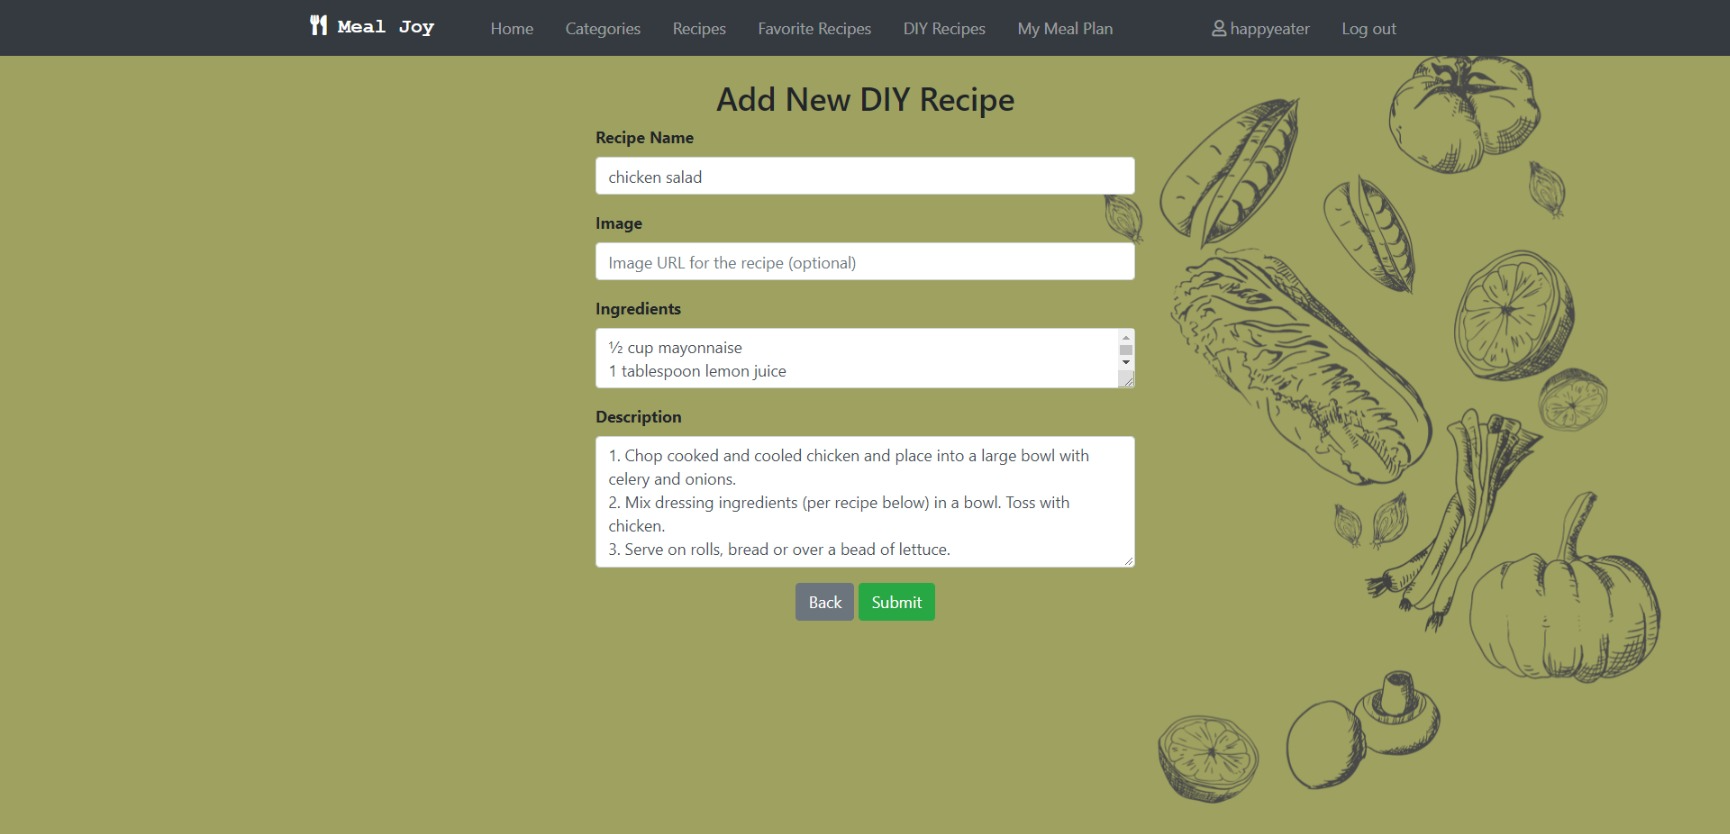 Meal Joy
Home Categories Recipes Favorite Recipes DIY Recipes My Meal Plan happyeater Log out
Add New DIY Recipe
Recipe Name
chicken salad
Image
Image URL for the recipe (optional)
Ingredients
½ cup mayonnaise
1 tablespoon lemon juice
Description
1. Chop cooked and cooled chicken and place into a large bowl with
celery and onions.
2. Mix dressing ingredients (per recipe below) in a bowl. Toss with
chicken.
3. Serve on rolls, bread or over a bead of lettuce.
Back Submit